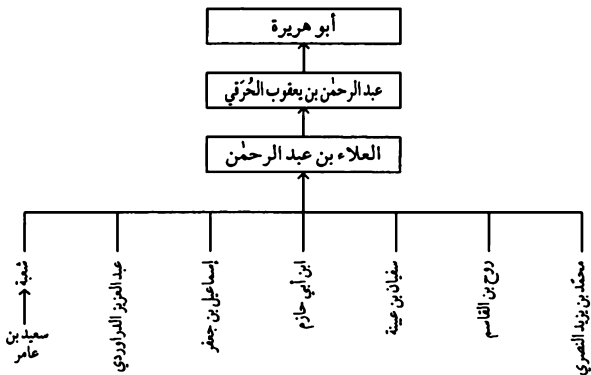 أبو هريرة
عبد الرحمٰن بن يعقوب الحُرَقي
العلاء بن عبد الرحمٰن
محمّد بن يزيد النصري
روح بن القاسم
سفيان بن عيينة
ابن أبي حازم
إسماعيل بن جعفر
عبد العزيز الدراوردي
شعبة
سعيد بن
عامر